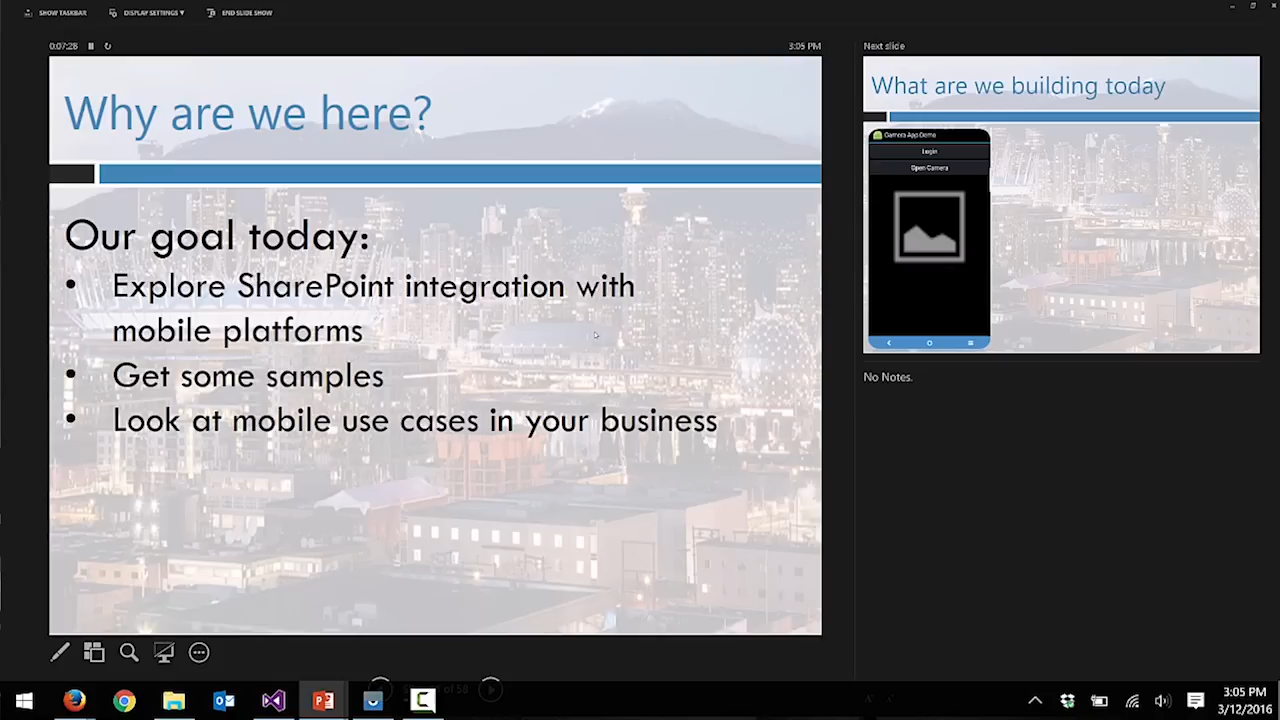 SHOW TASKBAR
DISPLAY SETTINGS ▾
END SLIDE SHOW
0:07:28
3:05 PM
Why are we here?
Our goal today:
• Explore SharePoint integration with
mobile platforms
• Get some samples
• Look at mobile use cases in your business
Next slide
What are we building today
Camera App Demo
Login
Open Camera
No Notes.
of 58
3:05 PM
3/12/2016